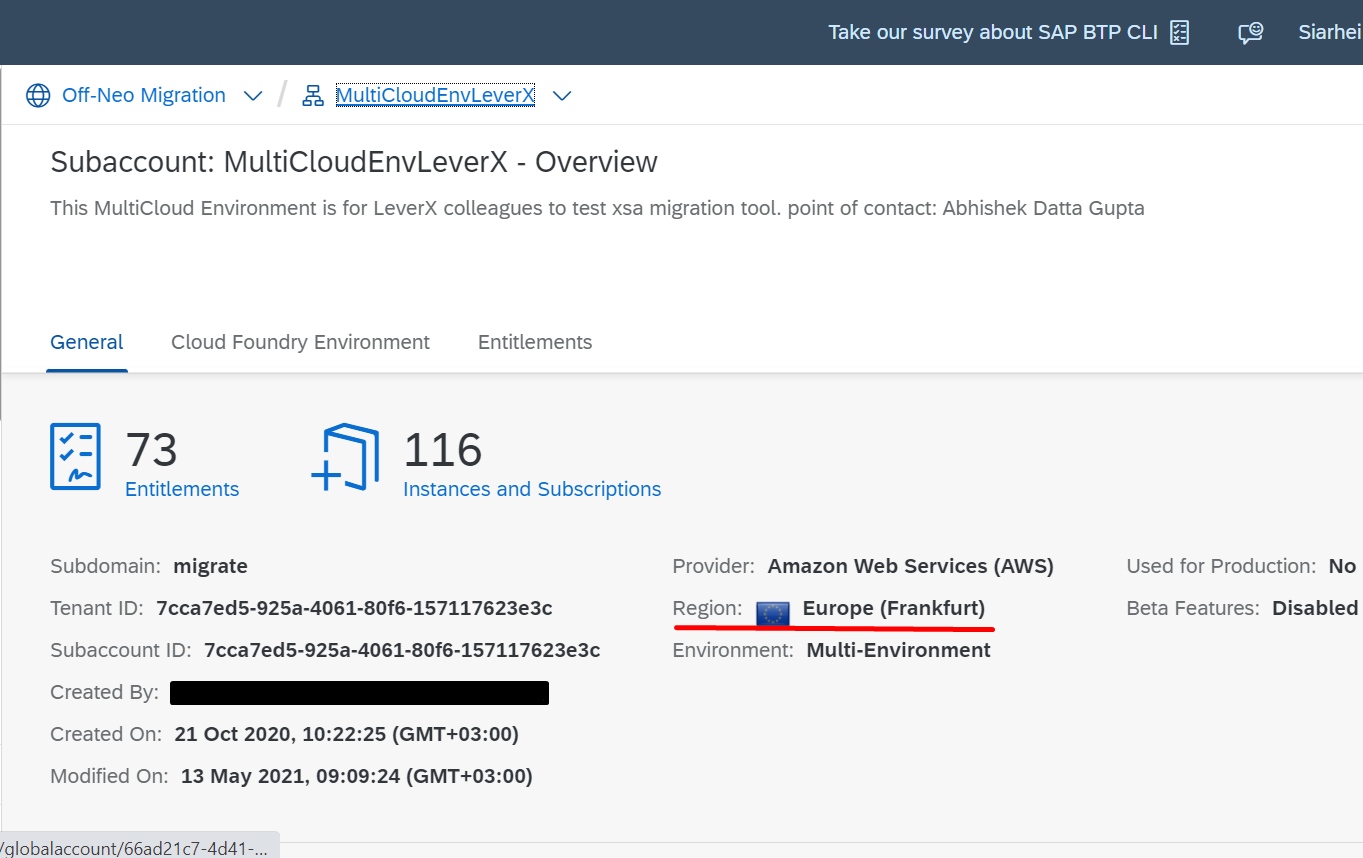 Take our survey about SAP BTP CLI Siarhei
Off-Neo Migration / MultiCloudEnvLeverX
Subaccount: MultiCloudEnvLeverX - Overview
This MultiCloud Environment is for LeverX colleagues to test xsa migration tool. point of contact: Abhishek Datta Gupta
General Cloud Foundry Environment Entitlements
73 116
Entitlements Instances and Subscriptions
Subdomain: migrate Provider: Amazon Web Services (AWS) Used for Production: No
Tenant ID: 7cca7ed5-925a-4061-80f6-157117623e3c Region: Europe (Frankfurt) Beta Features: Disabled
Subaccount ID: 7cca7ed5-925a-4061-80f6-157117623e3c Environment: Multi-Environment
Created By:
Created On: 21 Oct 2020, 10:22:25 (GMT+03:00)
Modified On: 13 May 2021, 09:09:24 (GMT+03:00)
/globalaccount/66ad21c7-4d41-...